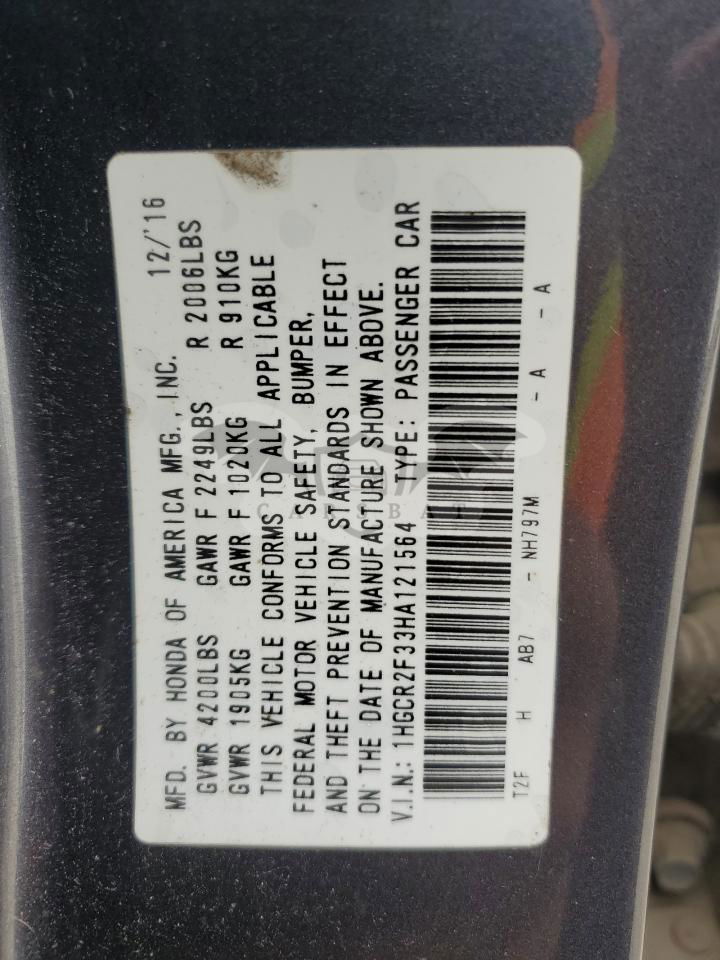 MFD. BY HONDA OF AMERICA MFG., INC. 12/'16
GVWR 4200LBS GAWR F 2249LBS R 2006LBS
GVWR 1905KG GAWR F 1020KG R 910KG
THIS VEHICLE CONFORMS TO ALL APPLICABLE
FEDERAL MOTOR VEHICLE SAFETY, BUMPER,
AND THEFT PREVENTION STANDARDS IN EFFECT
ON THE DATE OF MANUFACTURE SHOWN ABOVE.
V.I.N.: 1HGCR2F33HA121564 TYPE: PASSENGER CAR
T2F H AB7 - NH797M - A - A
CARSBAT